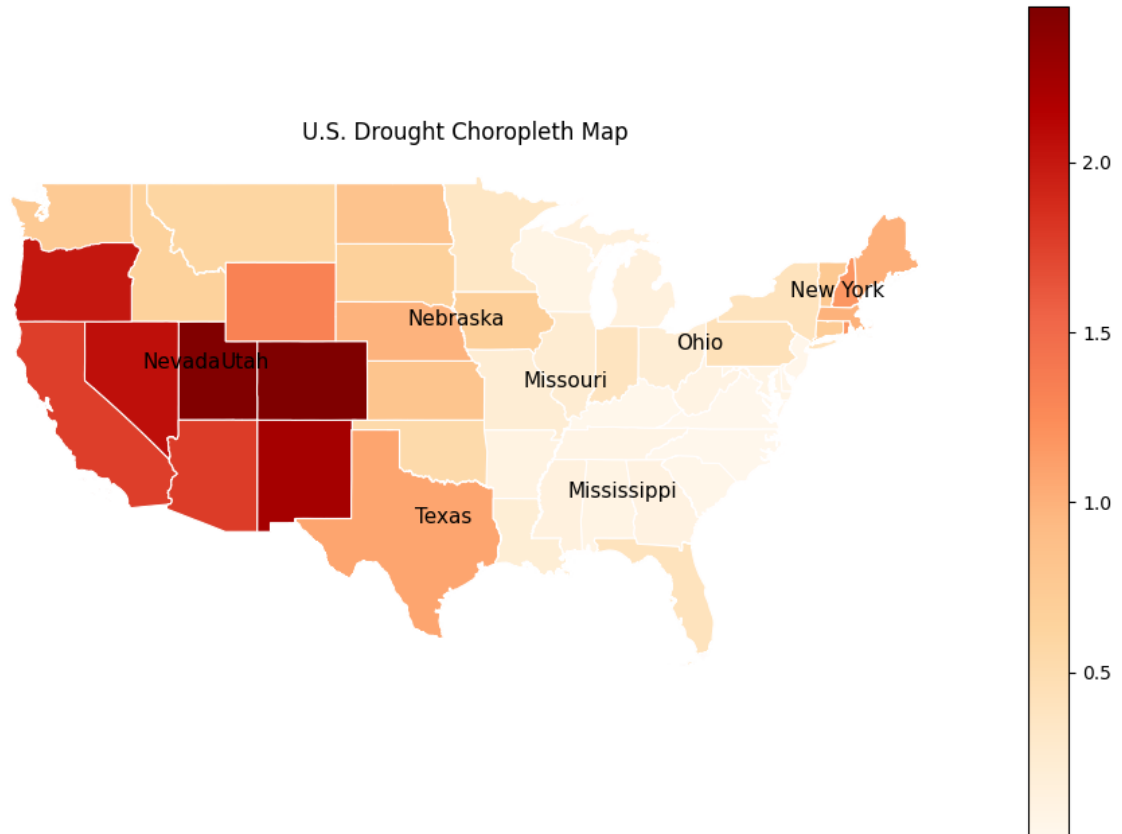 U.S. Drought Choropleth Map
2.0
New York
Nebraska
1.5
Ohio
NevadaUtah
Missouri
Mississippi
1.0
Texas
0.5